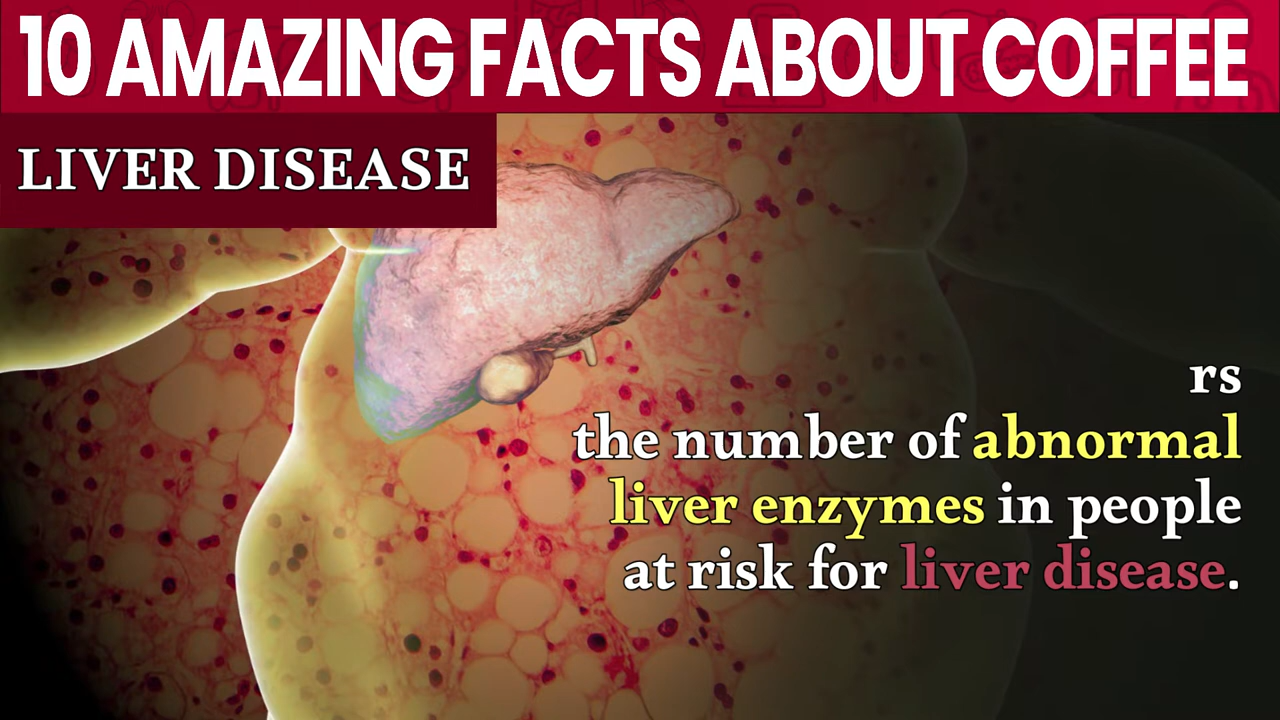 10 AMAZING FACTS ABOUT COFFEE
LIVER DISEASE
rs
the number of abnormal
liver enzymes in people
at risk for liver disease.